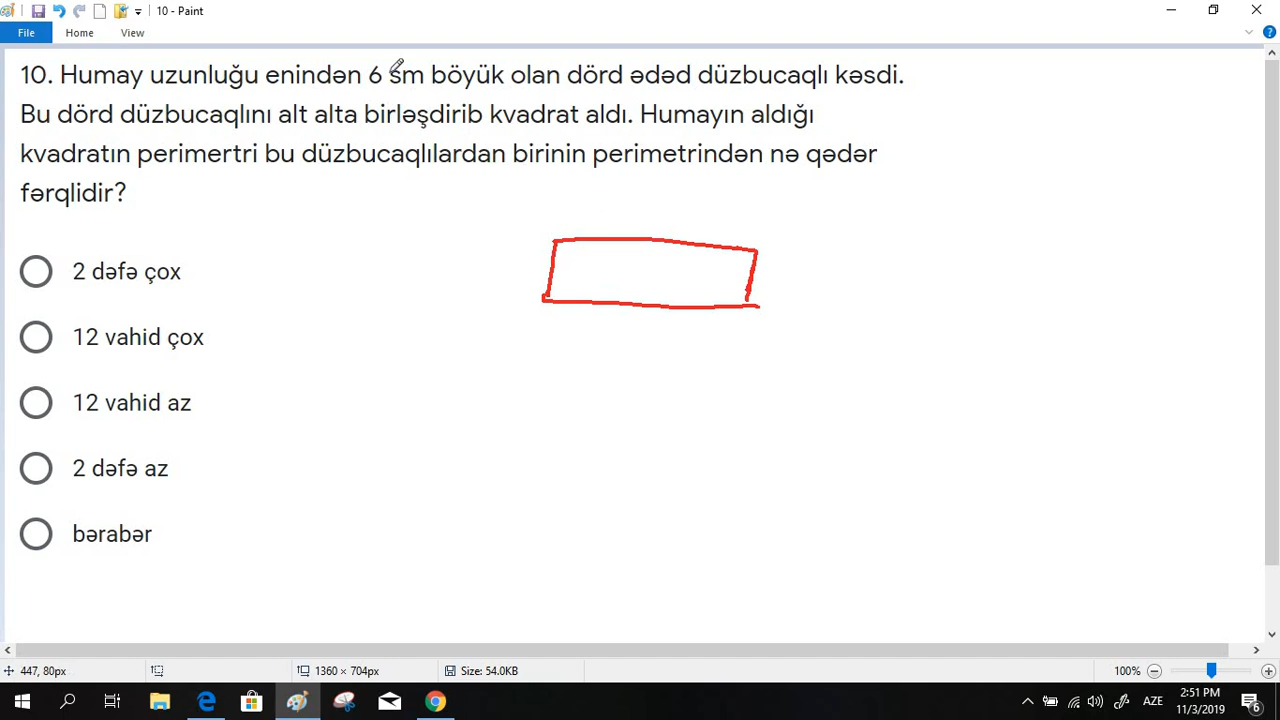 10 - Paint
File Home View
10. Humay uzunluğu enindən 6 sm böyük olan dörd ədəd düzbucaqlı kəsdi.
Bu dörd düzbucaqlını alt alta birləşdirib kvadrat aldı. Humayın aldığı
kvadratın perimertri bu düzbucaqlılardan birinin perimetrindən nə qədər
fərqlidir?
2 dəfə çox
12 vahid çox
12 vahid az
2 dəfə az
bərabər
447, 80px 1360 × 704px Size: 54.0KB 100%
AZE 2:51 PM
11/3/2019 6